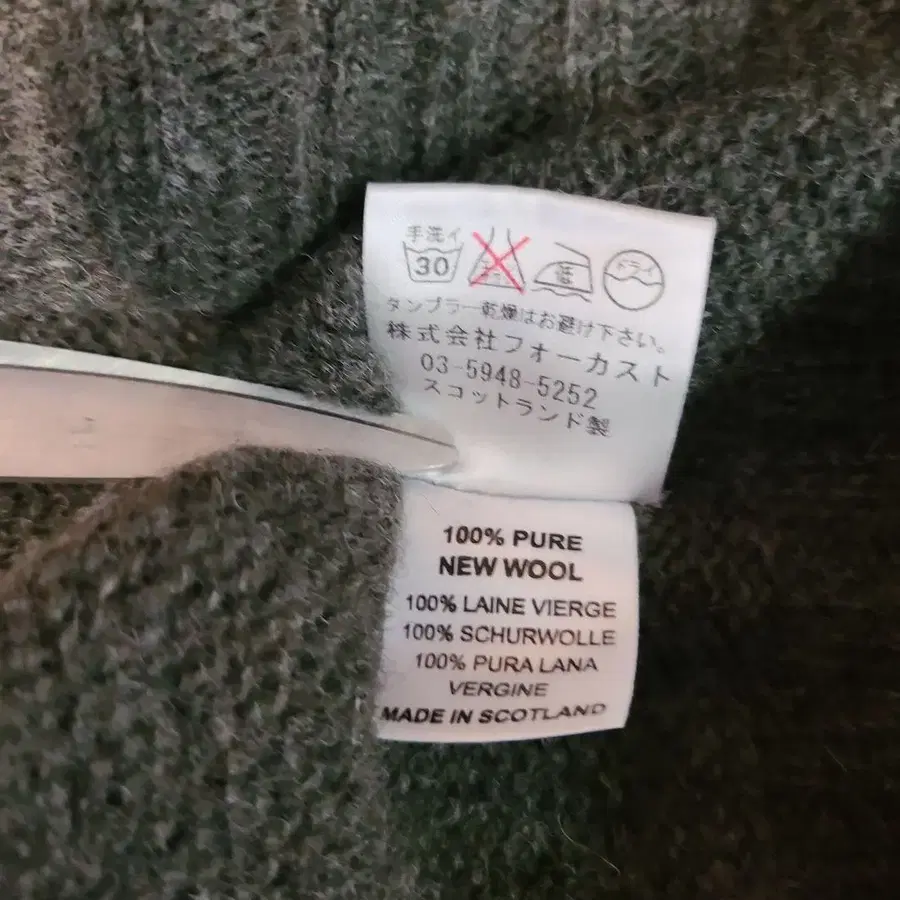 手洗イ
30
低
ドライ
タンブラー乾燥はお避け下さい。
株式会社フォーカスト
03-5948-5252
スコットランド製
100% PURE
NEW WOOL
100% LAINE VIERGE
100% SCHURWOLLE
100% PURA LANA
VERGINE
MADE IN SCOTLAND